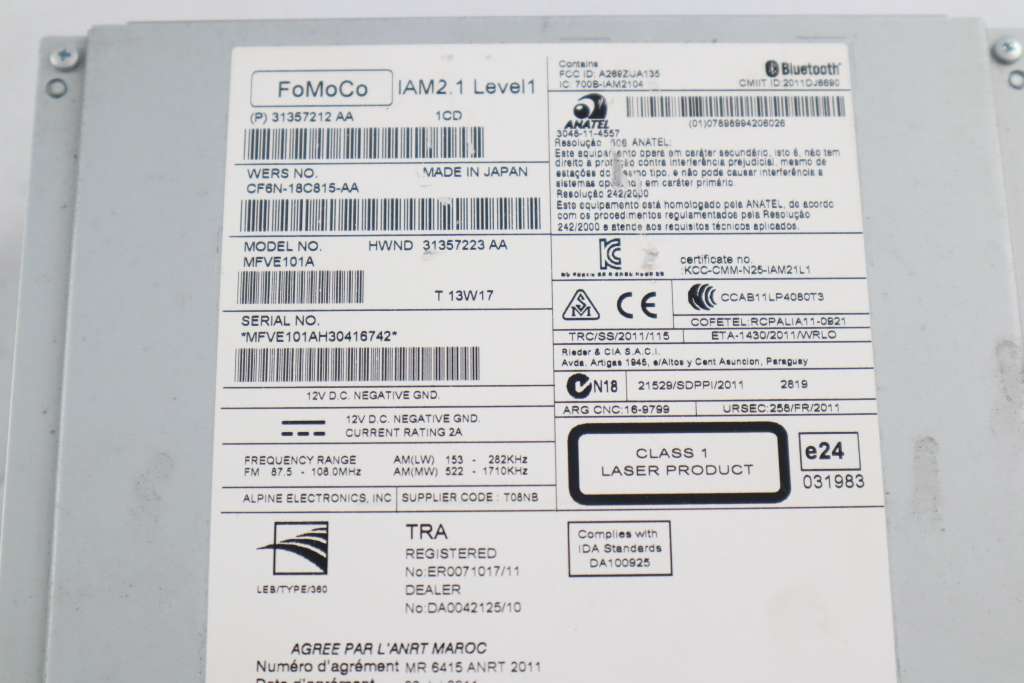 FoMoCo IAM2.1 Level1
(P) 31357212 AA 1CD
WERS NO. MADE IN JAPAN
CF6N-18C815-AA
MODEL NO. HWND 31357223 AA
MFVE101A
T 13W17
SERIAL NO.
*MFVE101AH30416742*
12V D.C. NEGATIVE GND.
12V D.C. NEGATIVE GND.
CURRENT RATING 2A
FREQUENCY RANGE AM(LW) 153 - 282KHz
FM 87.5 - 108.0MHz AM(MW) 522 - 1710KHz
ALPINE ELECTRONICS, INC SUPPLIER CODE : T08NB
LEB/TYPE/360
TRA
REGISTERED
No:ER0071017/11
DEALER
No:DA0042125/10
AGREE PAR L'ANRT MAROC
Numéro d'agrément MR 6415 ANRT 2011
Date d'agrément
Contains
FCC ID: A269ZUA135
IC: 700B-IAM2104
Bluetooth
CMIIT ID:2011DJ6690
ANATEL
(01)07898994206026
3048-11-4557
Resolução 506 ANATEL:
Este equipamento opera em caráter secundário, isto é, não tem
direito a proteção contra interferência prejudicial, mesmo de
estações do mesmo tipo, e não pode causar interferência a
sistemas operando em caráter primário.
Resolução 242/2000
Este equipamento está homologado pela ANATEL, de acordo
com os procedimentos regulamentados pela Resolução
242/2000 e atende aos requisitos técnicos aplicados.
certificate no.
:KCC-CMM-N25-IAM21L1
CE
CCAB11LP4080T3
COFETEL:RCPALIA11-0921
TRC/SS/2011/115 ETA-1430/2011/WRLO
Rieder & CIA S.A.C.I.
Avda. Artigas 1945, e/Altos y Cent Asuncion, Paraguay
N18 21529/SDPPI/2011 2819
ARG CNC:16-9799 URSEC:258/FR/2011
CLASS 1
LASER PRODUCT
e24
031983
Complies with
IDA Standards
DA100925